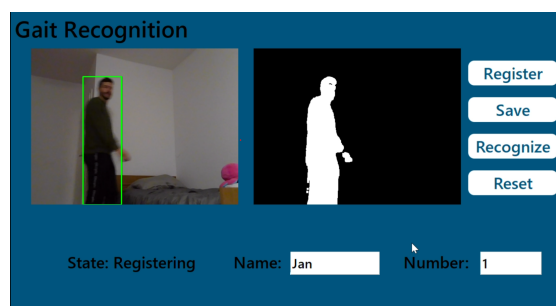 Gait Recognition
Register
Save
Recognize
Reset
State: Registering Name: Jan Number: 1